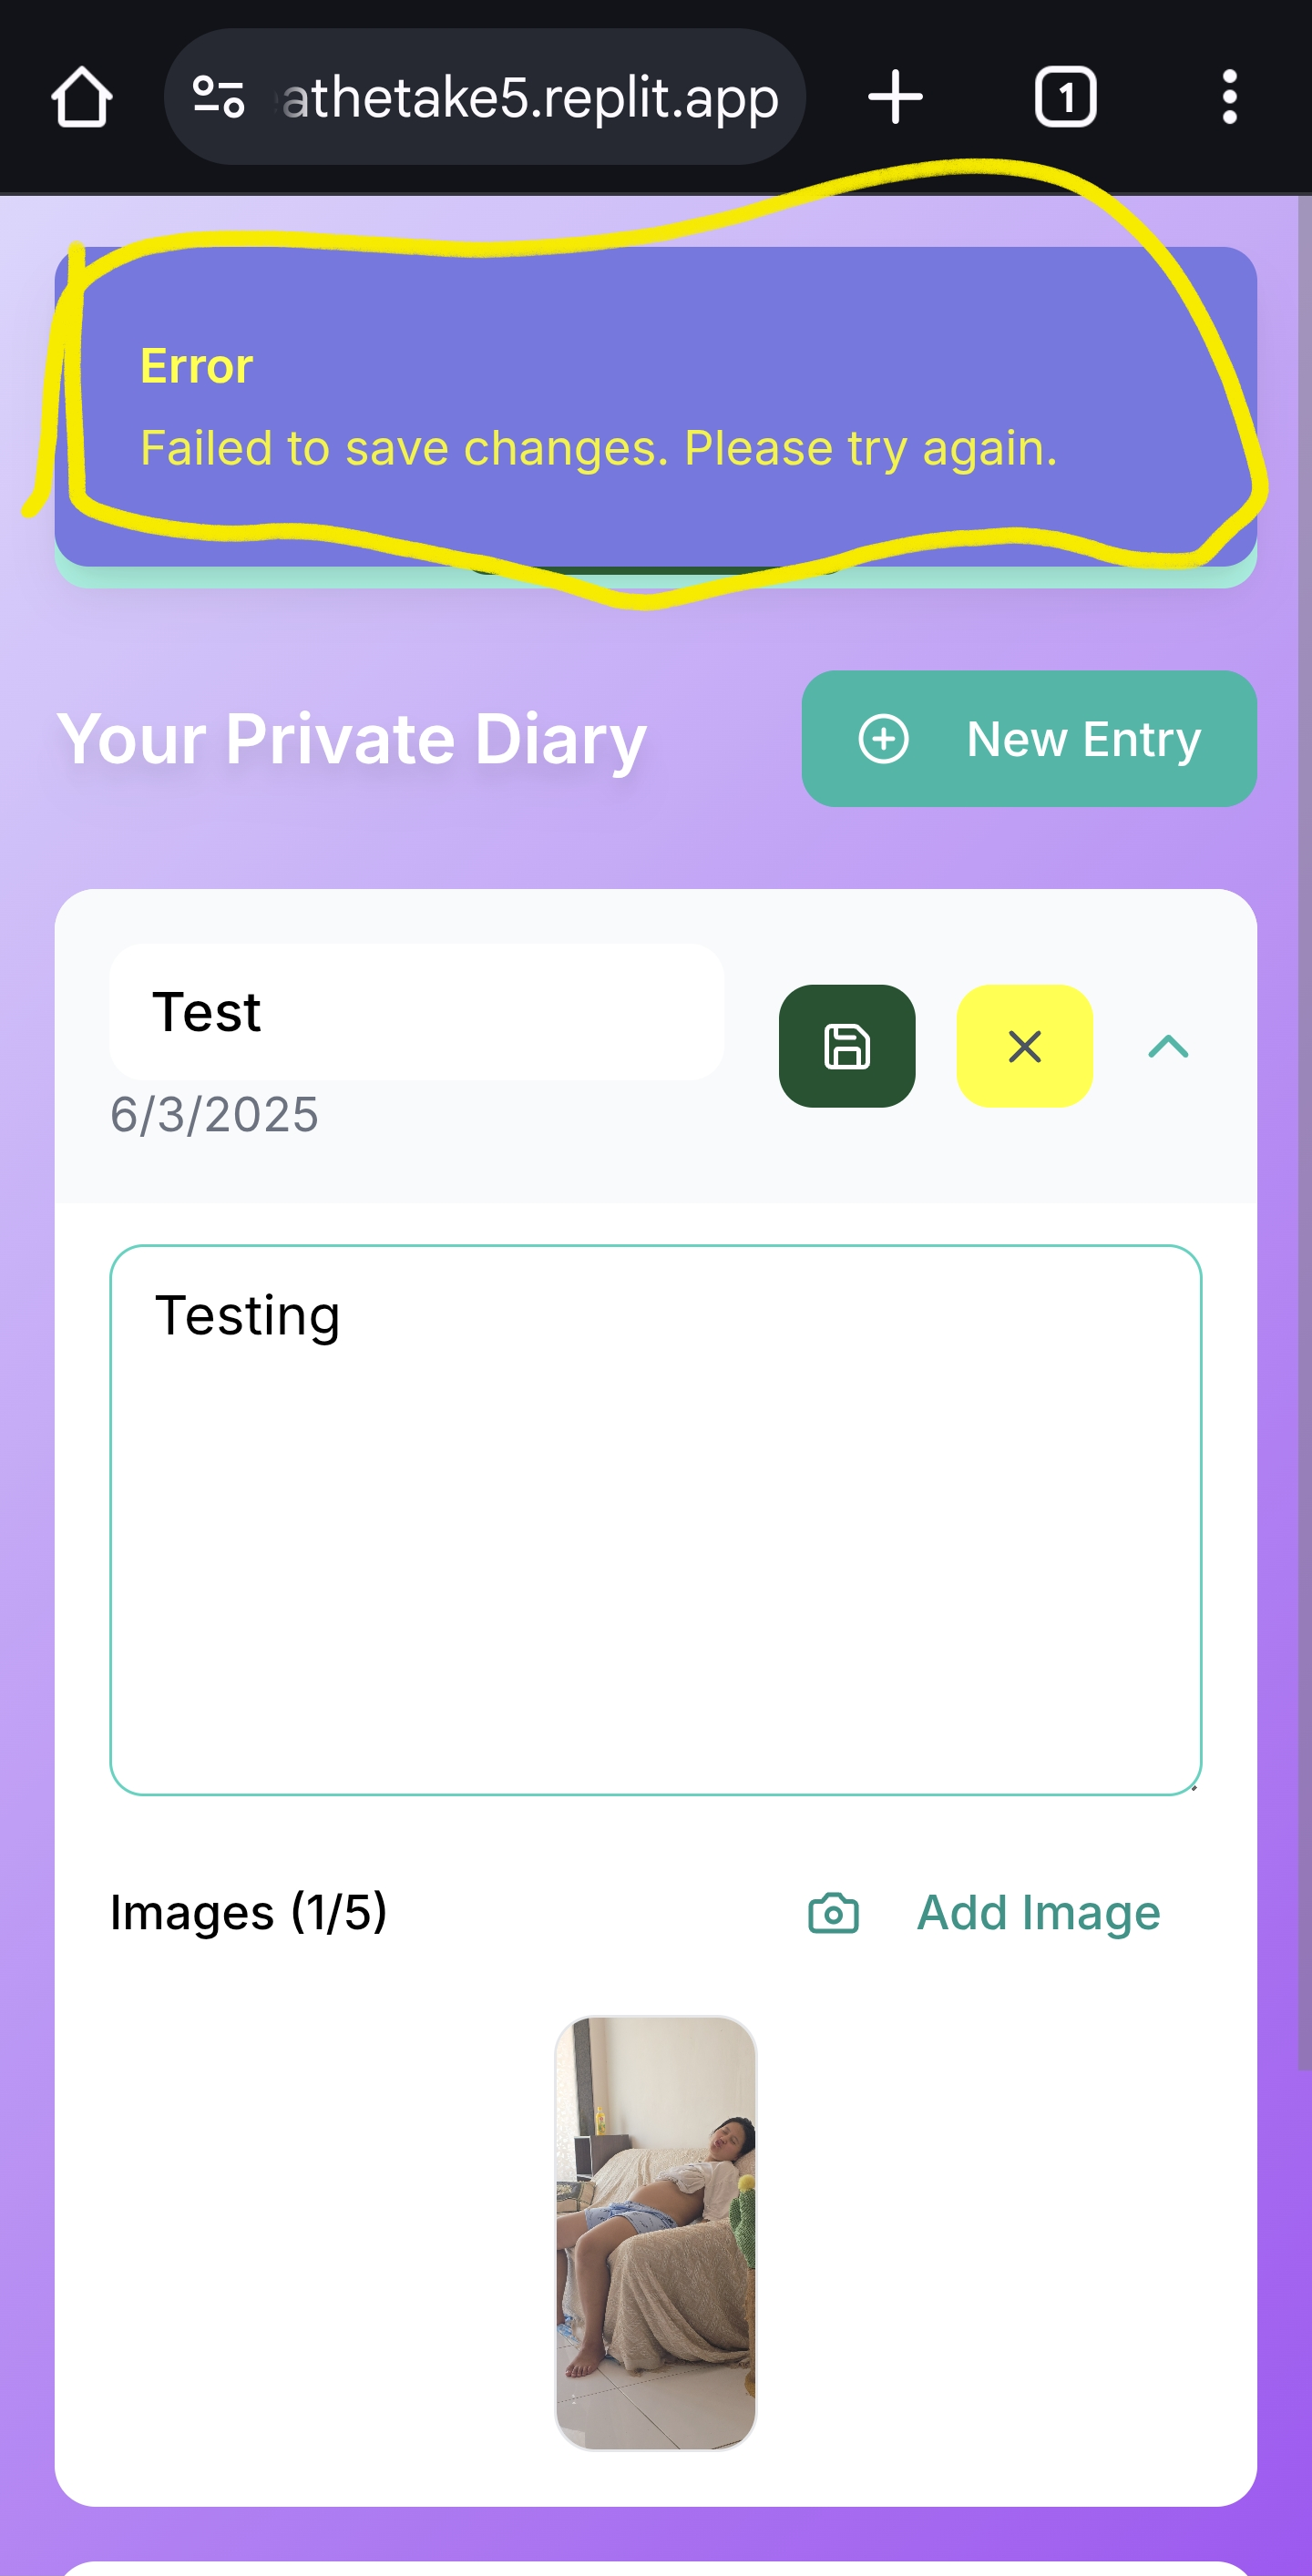 athetake5.replit.app
1
Error
Failed to save changes. Please try again.
Your Private Diary
New Entry
Test
6/3/2025
Testing
Images (1/5)
Add Image